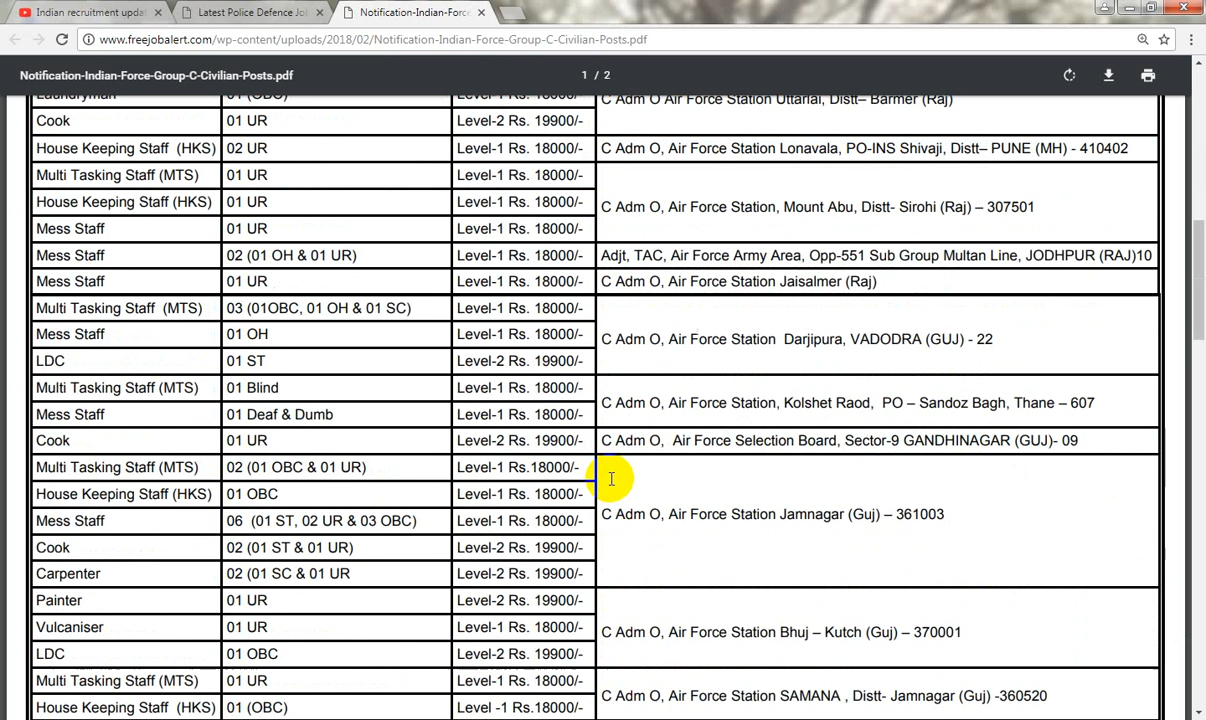 Indian recruitment upda
Latest Police Defence Jo
Notification-Indian-Forc
www.freejobalert.com/wp-content/uploads/2018/02/Notification-Indian-Force-Group-C-Civilian-Posts.pdf
Notification-Indian-Force-Group-C-Civilian-Posts.pdf 1 / 2
Laundryman 01 (OBC) Level-1 Rs. 18000/- C Adm O Air Force Station Uttarlai, Distt– Barmer (Raj)
Cook 01 UR Level-2 Rs. 19900/-
House Keeping Staff (HKS) 02 UR Level-1 Rs. 18000/- C Adm O, Air Force Station Lonavala, PO-INS Shivaji, Distt– PUNE (MH) - 410402
Multi Tasking Staff (MTS) 01 UR Level-1 Rs. 18000/-
House Keeping Staff (HKS) 01 UR Level-1 Rs. 18000/- C Adm O, Air Force Station, Mount Abu, Distt- Sirohi (Raj) – 307501
Mess Staff 01 UR Level-1 Rs. 18000/-
Mess Staff 02 (01 OH & 01 UR) Level-1 Rs. 18000/- Adjt, TAC, Air Force Army Area, Opp-551 Sub Group Multan Line, JODHPUR (RAJ)10
Mess Staff 01 UR Level-1 Rs. 18000/- C Adm O Air Force Station Jaisalmer (Raj)
Multi Tasking Staff (MTS) 03 (01OBC, 01 OH & 01 SC) Level-1 Rs. 18000/-
Mess Staff 01 OH Level-1 Rs. 18000/- C Adm O, Air Force Station Darjipura, VADODRA (GUJ) - 22
LDC 01 ST Level-2 Rs. 19900/-
Multi Tasking Staff (MTS) 01 Blind Level-1 Rs. 18000/- C Adm O, Air Force Station, Kolshet Raod, PO – Sandoz Bagh, Thane – 607
Mess Staff 01 Deaf & Dumb Level-1 Rs. 18000/-
Cook 01 UR Level-2 Rs. 19900/- C Adm O, Air Force Selection Board, Sector-9 GANDHINAGAR (GUJ)- 09
Multi Tasking Staff (MTS) 02 (01 OBC & 01 UR) Level-1 Rs.18000/-
House Keeping Staff (HKS) 01 OBC Level-1 Rs. 18000/-
Mess Staff 06 (01 ST, 02 UR & 03 OBC) Level-1 Rs. 18000/- C Adm O, Air Force Station Jamnagar (Guj) – 361003
Cook 02 (01 ST & 01 UR) Level-2 Rs. 19900/-
Carpenter 02 (01 SC & 01 UR Level-2 Rs. 19900/-
Painter 01 UR Level-2 Rs. 19900/-
Vulcaniser 01 UR Level-1 Rs. 18000/- C Adm O, Air Force Station Bhuj – Kutch (Guj) – 370001
LDC 01 OBC Level-2 Rs. 19900/-
Multi Tasking Staff (MTS) 01 UR Level-1 Rs. 18000/- C Adm O, Air Force Station SAMANA , Distt- Jamnagar (Guj) -360520
House Keeping Staff (HKS) 01 (OBC) Level -1 Rs.18000/-